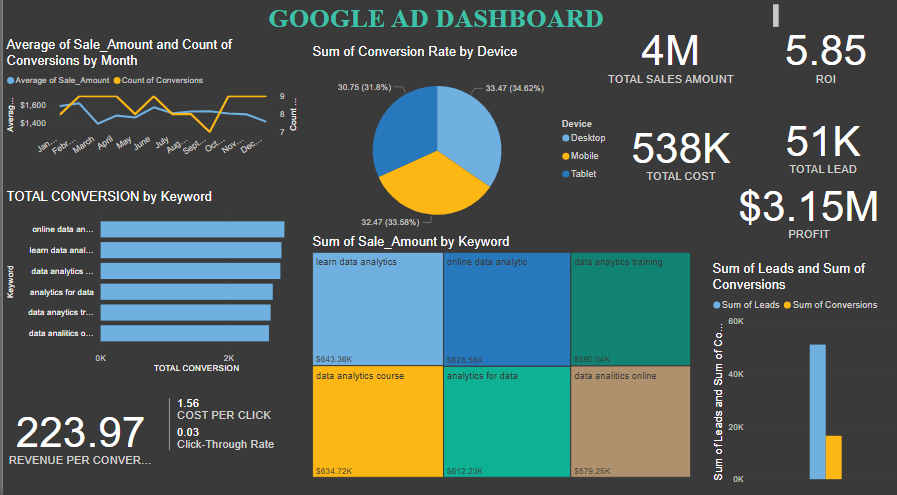 GOOGLE AD DASHBOARD
Average of Sale_Amount and Count of
Conversions by Month
Average of Sale_Amount
Count of Conversions
Averag...
$1,600
$1,400
9
8
7
Count ...
Jan...
Febr...
March
April
May
June
July
Aug...
Sept...
Oct...
Nov...
Dec...
Sum of Conversion Rate by Device
30.75 (31.8%)
33.47 (34.62%)
32.47 (33.58%)
Device
Desktop
Mobile
Tablet
4M
TOTAL SALES AMOUNT
5.85
ROI
538K
TOTAL COST
51K
TOTAL LEAD
$3.15M
PROFIT
TOTAL CONVERSION by Keyword
Keyword
online data an...
learn data anal...
data analytics ...
analytics for data
data anaytics tr...
data analitics o...
0K
2K
TOTAL CONVERSION
Sum of Sale_Amount by Keyword
learn data analytics
$643.36K
online data analytic
$628.58K
data anaytics training
$590.04K
data analytics course
$634.72K
analytics for data
$612.23K
data analitics online
$579.25K
Sum of Leads and Sum of
Conversions
Sum of Leads
Sum of Conversions
Sum of Leads and Sum of Co...
60K
40K
20K
0K
223.97
REVENUE PER CONVER...
1.56
COST PER CLICK
0.03
Click-Through Rate